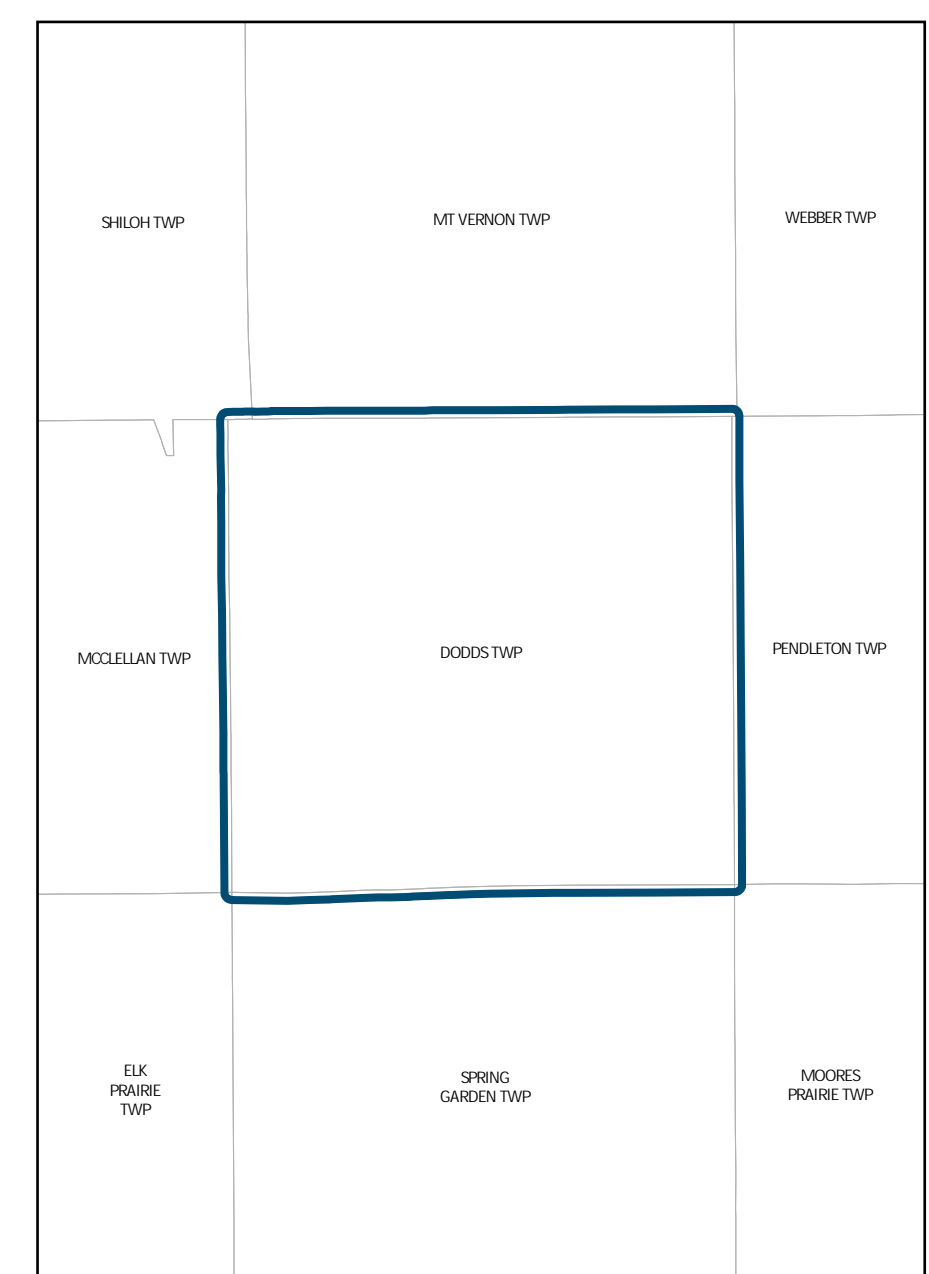 SHILOH TWP
MT VERNON TWP
WEBBER TWP
MCCLELLAN TWP
DODDS TWP
PENDLETON TWP
ELK
PRAIRIE
TWP
SPRING
GARDEN TWP
MOORES
PRAIRIE TWP